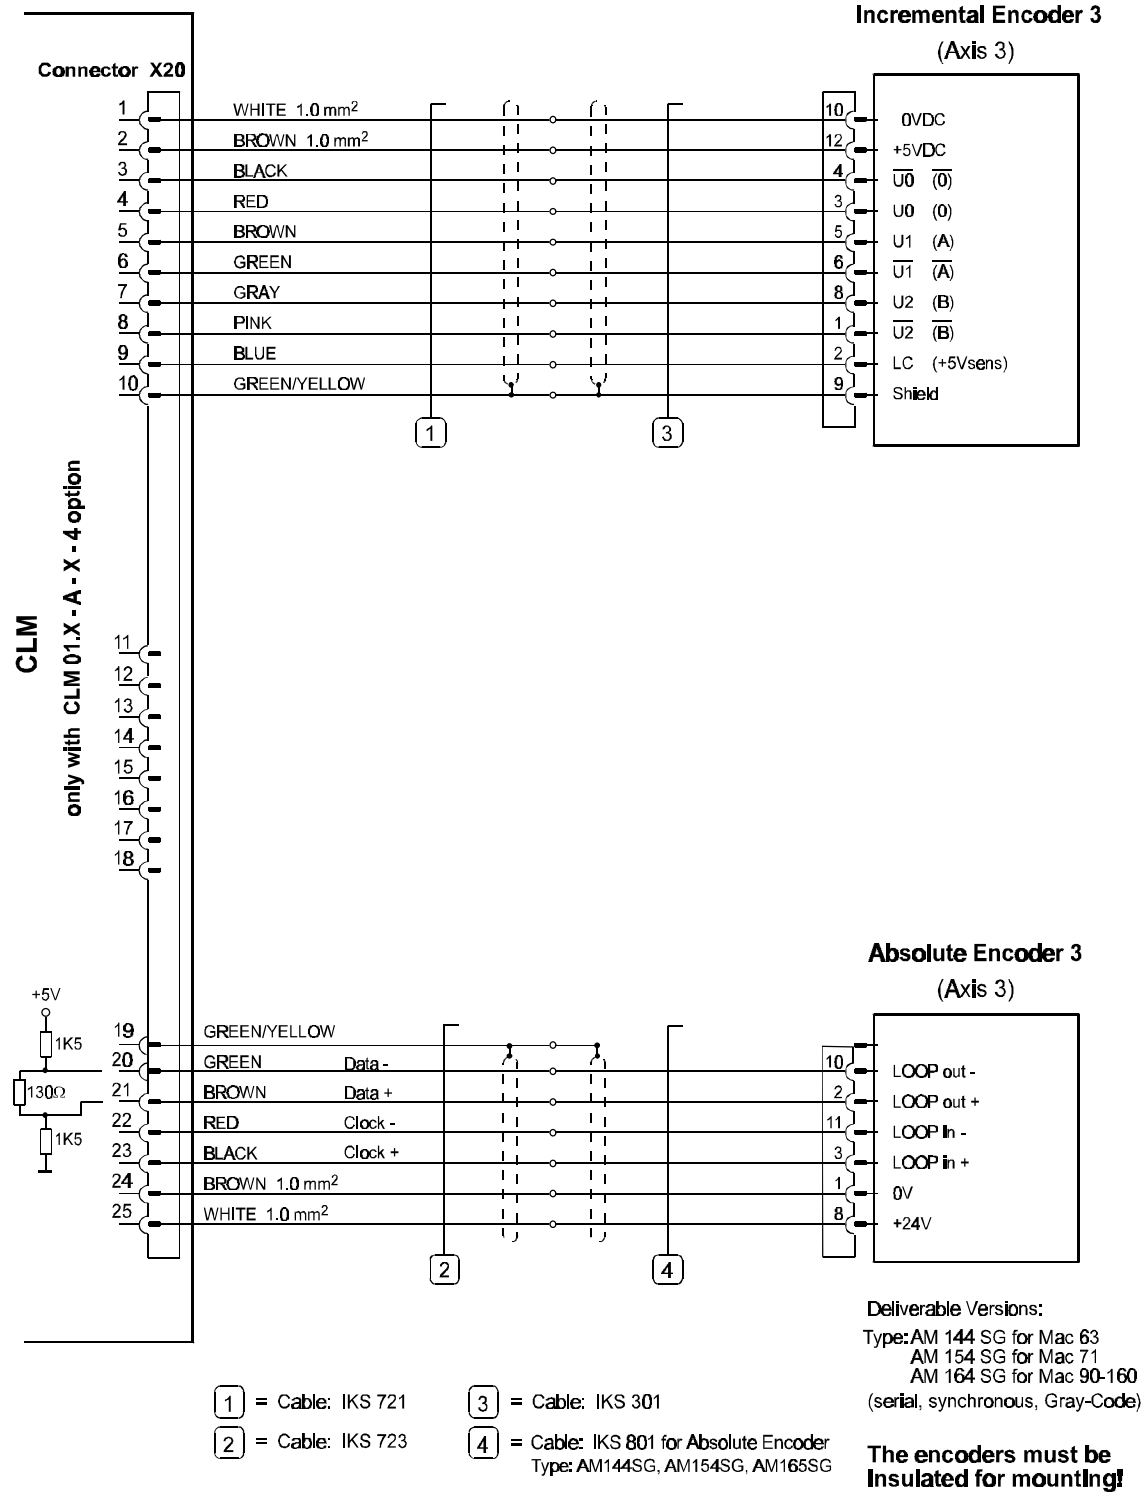 Incremental Encoder 3
(Axis 3)
Connector X20
1 WHITE 1.0 mm2 10 0VDC
2 BROWN 1.0 mm2 12 +5VDC
3 BLACK 4 U̅0̅ (0̅)
4 RED 3 U0 (0)
5 BROWN 5 U1 (A)
6 GREEN 6 U̅1̅ (A̅)
7 GRAY 8 U2 (B)
8 PINK 1 U̅2̅ (B̅)
9 BLUE 2 LC (+5Vsens)
10 GREEN/YELLOW 9 Shield
1 3
CLM
only with CLM 01.X - A - X - 4 option
11
12
13
14
15
16
17
18
Absolute Encoder 3
(Axis 3)
+5V
1K5
130Ω
1K5
19 GREEN/YELLOW
20 GREEN Data - 10 LOOP out -
21 BROWN Data + 2 LOOP out +
22 RED Clock - 11 LOOP in -
23 BLACK Clock + 3 LOOP in +
24 BROWN 1.0 mm2 1 0V
25 WHITE 1.0 mm2 8 +24V
2 4
Deliverable Versions:
Type: AM 144 SG for Mac 63
AM 154 SG for Mac 71
AM 164 SG for Mac 90-160
(serial, synchronous, Gray-Code)
1 = Cable: IKS 721
2 = Cable: IKS 723
3 = Cable: IKS 301
4 = Cable: IKS 801 for Absolute Encoder
Type: AM144SG, AM154SG, AM165SG
The encoders must be
Insulated for mounting!